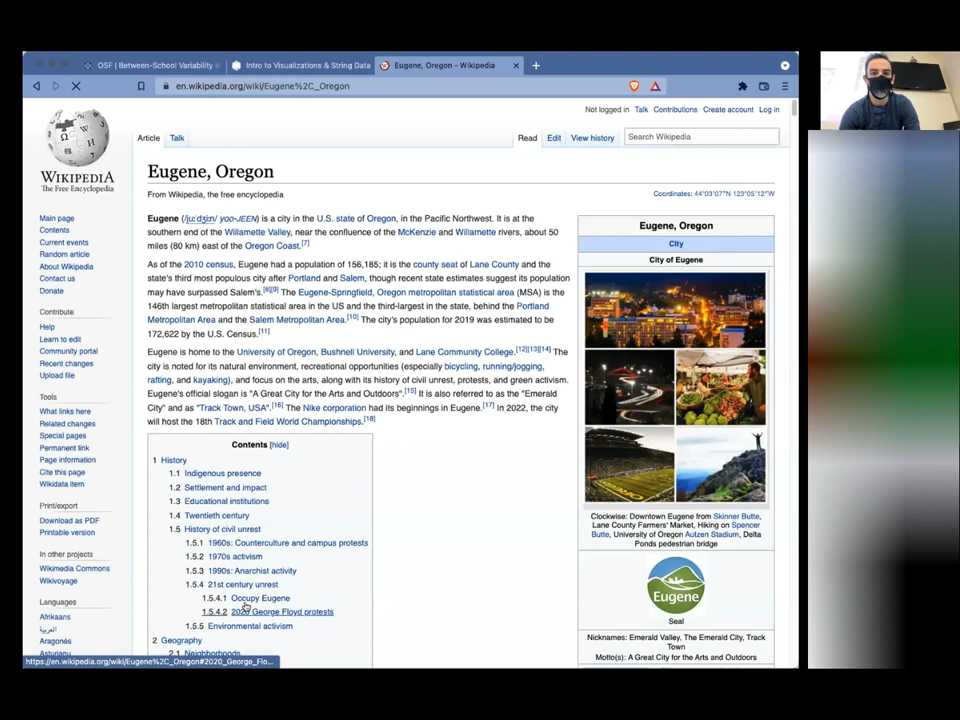 OSF | Between-School Variability i
Intro to Visualizations & String Data
Eugene, Oregon - Wikipedia
en.wikipedia.org/wiki/Eugene%2C_Oregon
Not logged in Talk Contributions Create account Log in
Article Talk Read Edit View history Search Wikipedia
WIKIPEDIA
The Free Encyclopedia
Main page
Contents
Current events
Random article
About Wikipedia
Contact us
Donate
Contribute
Help
Learn to edit
Community portal
Recent changes
Upload file
Tools
What links here
Related changes
Special pages
Permanent link
Page information
Cite this page
Wikidata item
Print/export
Download as PDF
Printable version
In other projects
Wikimedia Commons
Wikivoyage
Languages
Afrikaans
العربية
Aragonés
Asturianu
Eugene, Oregon
From Wikipedia, the free encyclopedia
Coordinates: 44°03′07″N 123°05′12″W
Eugene (/juːˈdʒiːn/ yoo-JEEN) is a city in the U.S. state of Oregon, in the Pacific Northwest. It is at the
southern end of the Willamette Valley, near the confluence of the McKenzie and Willamette rivers, about 50
miles (80 km) east of the Oregon Coast.[7]
As of the 2010 census, Eugene had a population of 156,185; it is the county seat of Lane County and the
state's third most populous city after Portland and Salem, though recent state estimates suggest its population
may have surpassed Salem's.[8][9] The Eugene-Springfield, Oregon metropolitan statistical area (MSA) is the
146th largest metropolitan statistical area in the US and the third-largest in the state, behind the Portland
Metropolitan Area and the Salem Metropolitan Area.[10] The city's population for 2019 was estimated to be
172,622 by the U.S. Census.[11]
Eugene is home to the University of Oregon, Bushnell University, and Lane Community College.[12][13][14] The
city is noted for its natural environment, recreational opportunities (especially bicycling, running/jogging,
rafting, and kayaking), and focus on the arts, along with its history of civil unrest, protests, and green activism.
Eugene's official slogan is "A Great City for the Arts and Outdoors".[15] It is also referred to as the "Emerald
City" and as "Track Town, USA".[16] The Nike corporation had its beginnings in Eugene.[17] In 2022, the city
will host the 18th Track and Field World Championships.[18]
Contents [hide]
1 History
1.1 Indigenous presence
1.2 Settlement and impact
1.3 Educational institutions
1.4 Twentieth century
1.5 History of civil unrest
1.5.1 1960s: Counterculture and campus protests
1.5.2 1970s activism
1.5.3 1990s: Anarchist activity
1.5.4 21st century unrest
1.5.4.1 Occupy Eugene
1.5.4.2 2020 George Floyd protests
1.5.5 Environmental activism
2 Geography
2.1 Neighborhoods
Eugene, Oregon
City
City of Eugene
Clockwise: Downtown Eugene from Skinner Butte,
Lane County Farmers' Market, Hiking on Spencer
Butte, University of Oregon Autzen Stadium, Delta
Ponds pedestrian bridge
Eugene
Seal
Nicknames: Emerald Valley, The Emerald City, Track
Town
Motto(s): A Great City for the Arts and Outdoors
https://en.wikipedia.org/wiki/Eugene%2C_Oregon#2020_George_Flo...